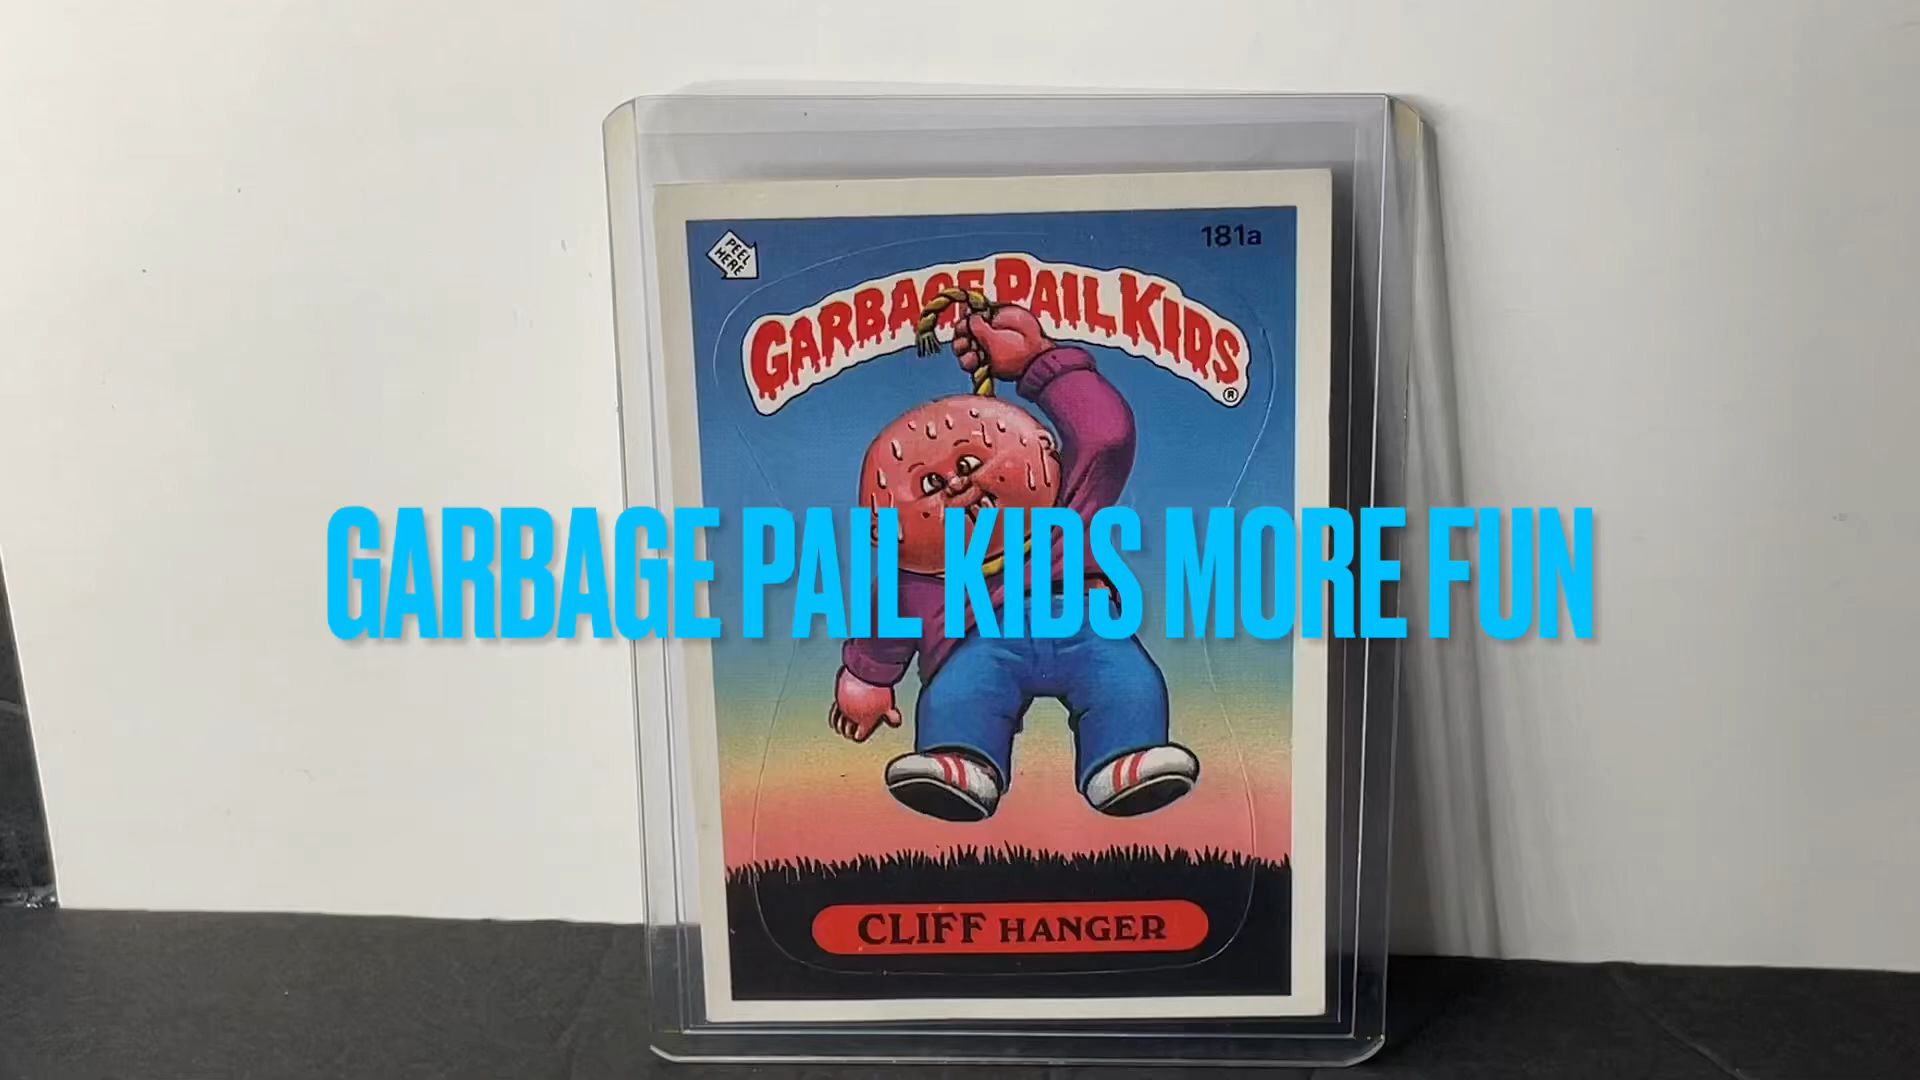 181a
PEEL
HERE
GARBAGE PAIL KIDS
®
GARBAGE PAIL KIDS MORE FUN
CLIFF HANGER